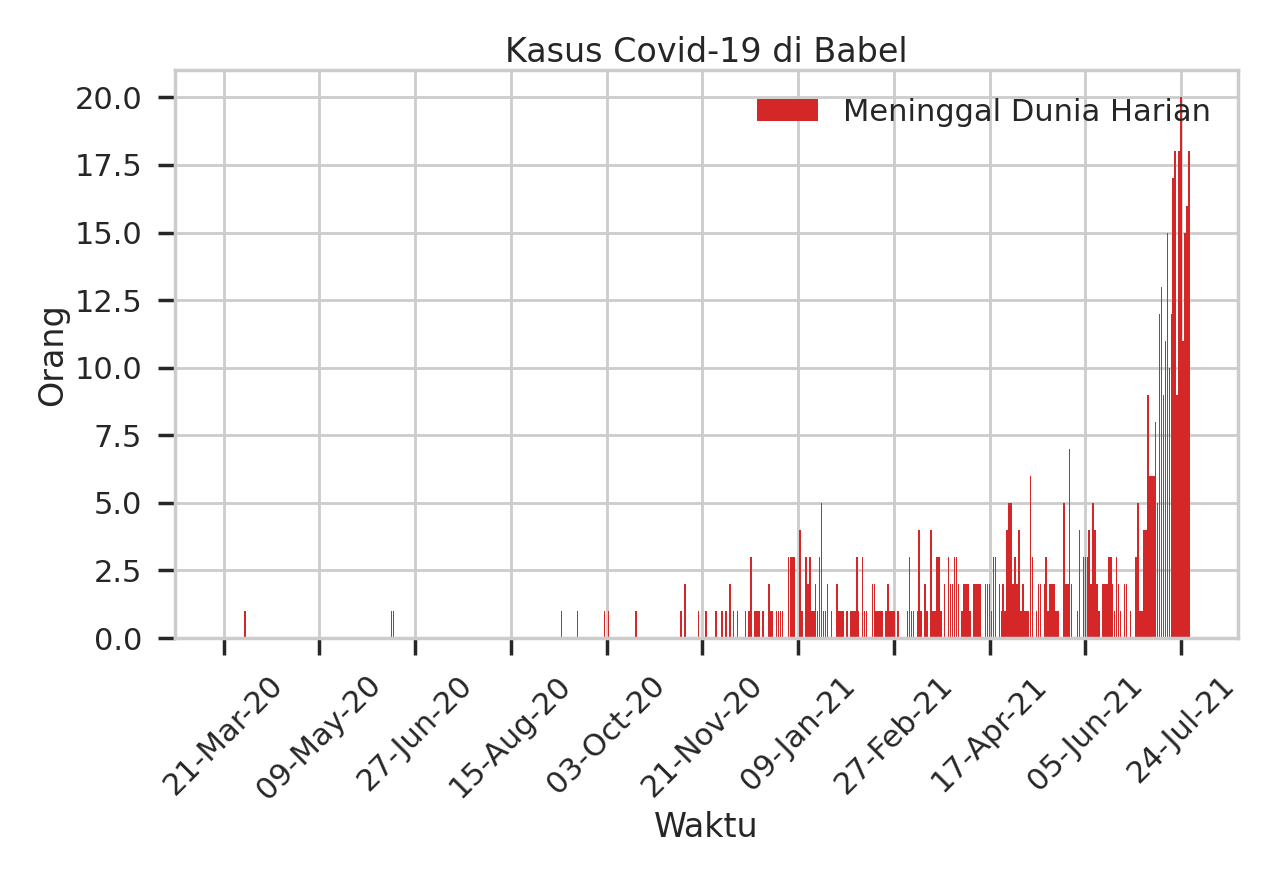 Kasus Covid-19 di Babel
Meninggal Dunia Harian
Orang
20.0
17.5
15.0
12.5
10.0
7.5
5.0
2.5
0.0
21-Mar-20
09-May-20
27-Jun-20
15-Aug-20
03-Oct-20
21-Nov-20
09-Jan-21
27-Feb-21
17-Apr-21
05-Jun-21
24-Jul-21
Waktu